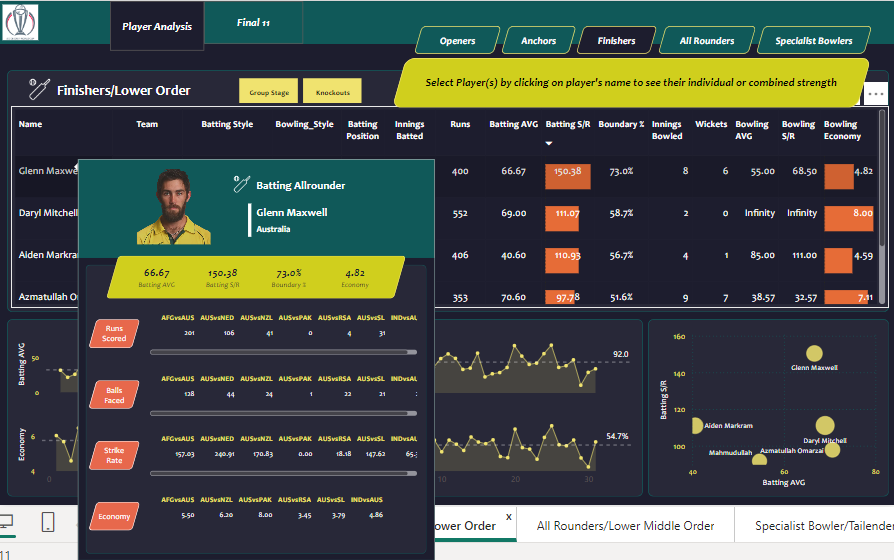 Player Analysis
Final 11
Openers
Anchors
Finishers
All Rounders
Specialist Bowlers
Select Player(s) by clicking on player's name to see their individual or combined strength
Finishers/Lower Order
Group Stage
Knockouts
Name Team Batting Style Bowling_Style Batting Position Innings Batted Runs Batting AVG Batting S/R Boundary % Innings Bowled Wickets Bowling AVG Bowling S/R Bowling Economy
Glenn Maxwe 400 66.67 150.38 73.0% 8 6 55.00 68.50 4.82
Daryl Mitchell 552 69.00 111.07 58.7% 2 0 Infinity Infinity 8.00
Aiden Markra 406 40.60 110.93 56.7% 4 1 85.00 111.00 4.59
Azmatullah O 353 70.60 97.78 51.6% 9 7 38.57 32.57 7.11
Batting Allrounder
Glenn Maxwell
Australia
66.67 150.38 73.0% 4.82
Batting AVG Batting S/R Boundary % Economy
AFGvsAUS AUSvsNED AUSvsNZL AUSvsPAK AUSvsRSA AUSvsSL INDvsAU
Runs Scored
201 106 41 0 4 31
AFGvsAUS AUSvsNED AUSvsNZL AUSvsPAK AUSvsRSA AUSvsSL INDvsAU
Balls Faced
128 44 24 1 22 21
AFGvsAUS AUSvsNED AUSvsNZL AUSvsPAK AUSvsRSA AUSvsSL INDvsAU
Strike Rate
157.03 240.91 170.83 0.00 18.18 147.62 65.
AFGvsAUS AUSvsNED AUSvsPAK AUSvsRSA AUSvsSL INDvsAUS
Economy
5.50 6.20 8.00 3.45 3.79 4.86
Batting AVG
50
0
Economy
6
4
0
92.0
54.7%
10 20 30
Batting S/R
160
140
120
100
Glenn Maxwell
Aiden Markram
Daryl Mitchell
Mahmudullah
Azmatullah Omarzai
40 60 80
Batting AVG
ower Order
x
All Rounders/Lower Middle Order
Specialist Bowler/Tailender
11